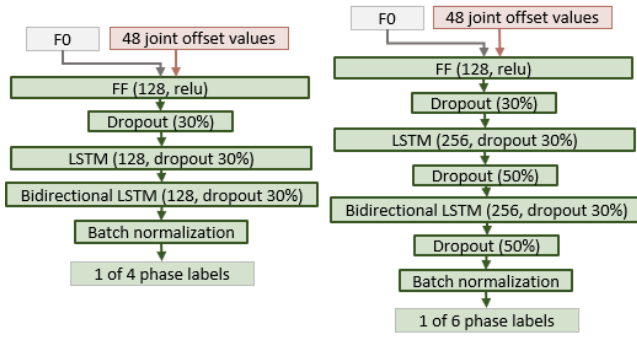 F0
48 joint offset values
FF (128, relu)
Dropout (30%)
LSTM (128, dropout 30%)
Bidirectional LSTM (128, dropout 30%)
Batch normalization
1 of 4 phase labels
F0
48 joint offset values
FF (128, relu)
Dropout (30%)
LSTM (256, dropout 30%)
Dropout (50%)
Bidirectional LSTM (256, dropout 30%)
Dropout (50%)
Batch normalization
1 of 6 phase labels